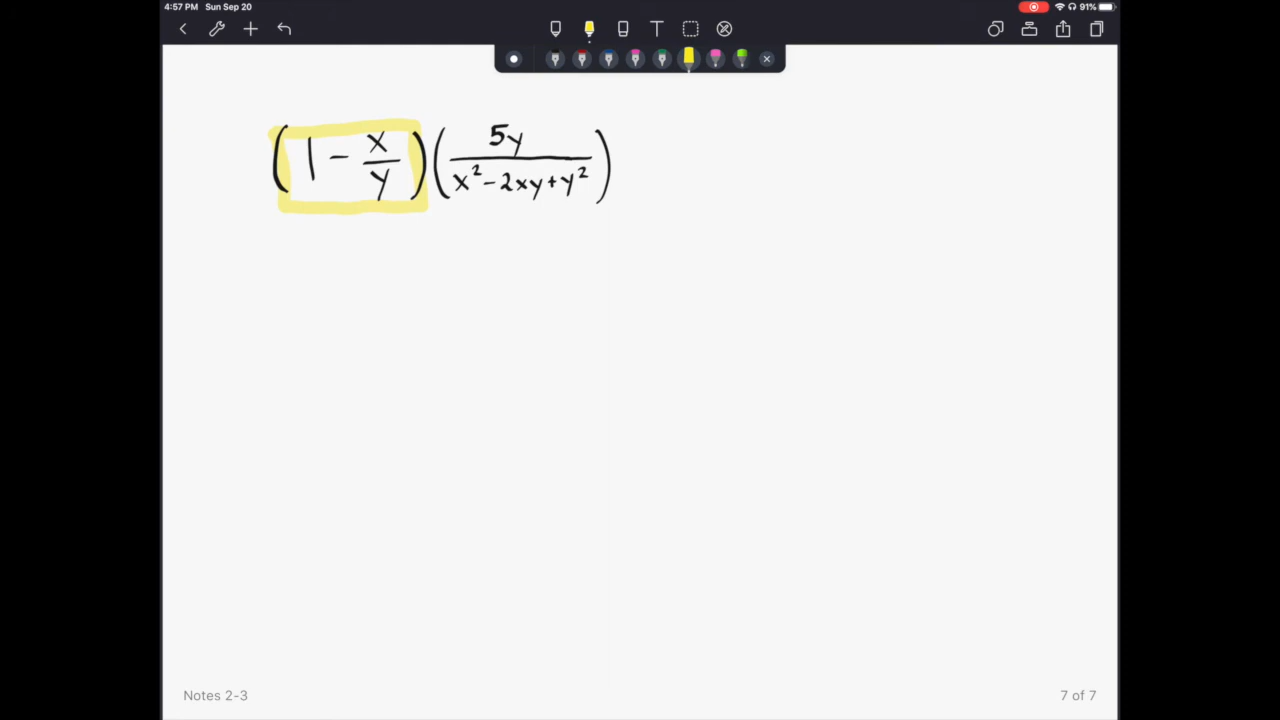 4:57 PM Sun Sep 20 91%
T
(1 - x/y)(5y/(x² - 2xy + y²))
Notes 2-3 7 of 7